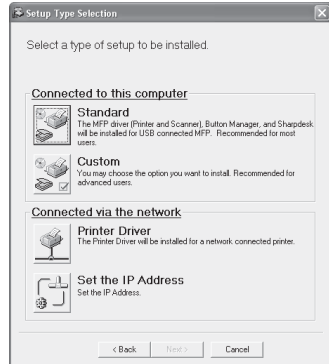 Setup Type Selection
Select a type of setup to be installed.
Connected to this computer
Standard
The MFP driver (Printer and Scanner), Button Manager, and Sharpdesk
will be installed for USB connected MFP. Recommended for most
users.
Custom
You may choose the option you want to install. Recommended for
advanced users.
Connected via the network
Printer Driver
The Printer Driver will be installed for a network connected printer.
Set the IP Address
Set the IP Address.
< Back
Next >
Cancel